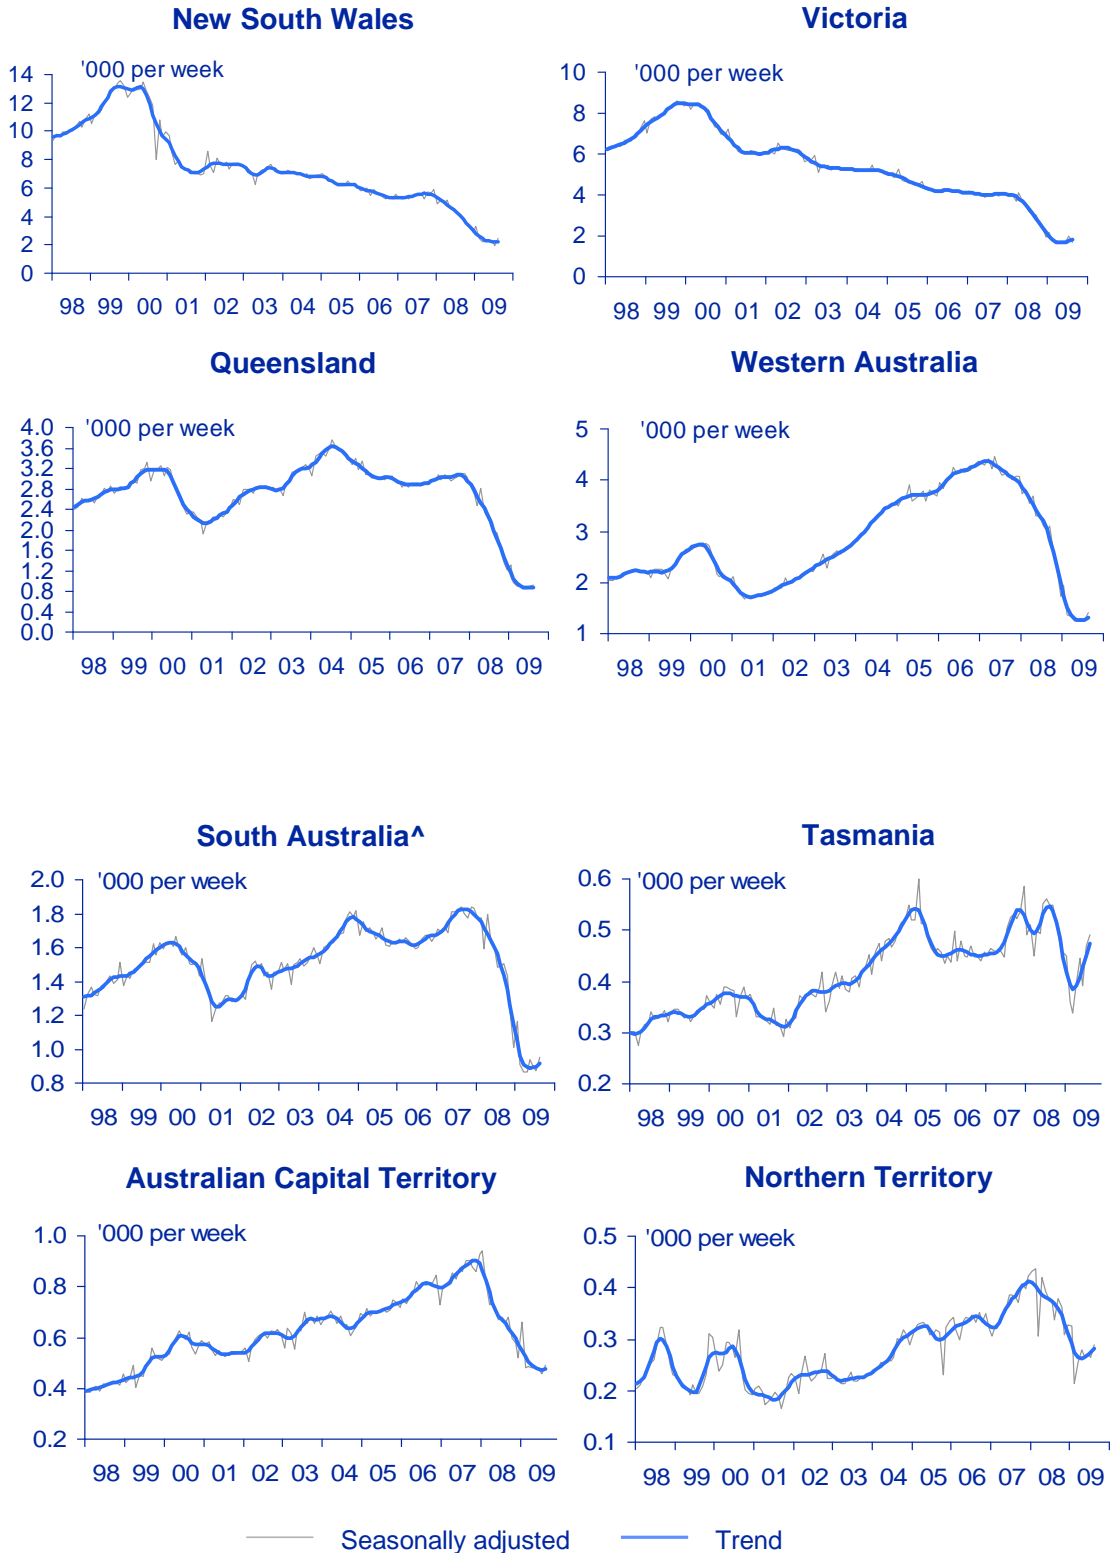 New South Wales
'000 per week
14
12
10
8
6
4
2
0
98 99 00 01 02 03 04 05 06 07 08 09
Victoria
'000 per week
10
8
6
4
2
0
98 99 00 01 02 03 04 05 06 07 08 09
Queensland
'000 per week
4.0
3.6
3.2
2.8
2.4
2.0
1.6
1.2
0.8
0.4
0.0
98 99 00 01 02 03 04 05 06 07 08 09
Western Australia
'000 per week
5
4
3
2
1
98 99 00 01 02 03 04 05 06 07 08 09
South Australia^
'000 per week
2.0
1.8
1.6
1.4
1.2
1.0
0.8
98 99 00 01 02 03 04 05 06 07 08 09
Tasmania
'000 per week
0.6
0.5
0.4
0.3
0.2
98 99 00 01 02 03 04 05 06 07 08 09
Australian Capital Territory
'000 per week
1.0
0.8
0.6
0.4
0.2
98 99 00 01 02 03 04 05 06 07 08 09
Northern Territory
'000 per week
0.5
0.4
0.3
0.2
0.1
98 99 00 01 02 03 04 05 06 07 08 09
Seasonally adjusted Trend